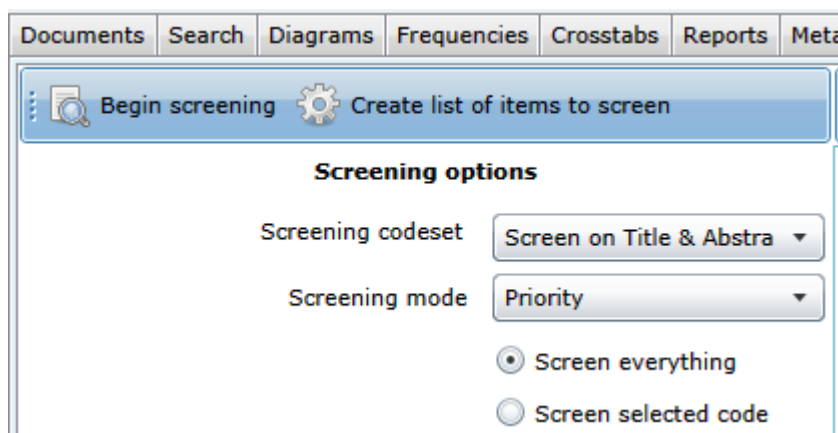 Documents Search Diagrams Frequencies Crosstabs Reports Meta
Begin screening Create list of items to screen
Screening options
Screening codeset Screen on Title & Abstra
Screening mode Priority
Screen everything
Screen selected code